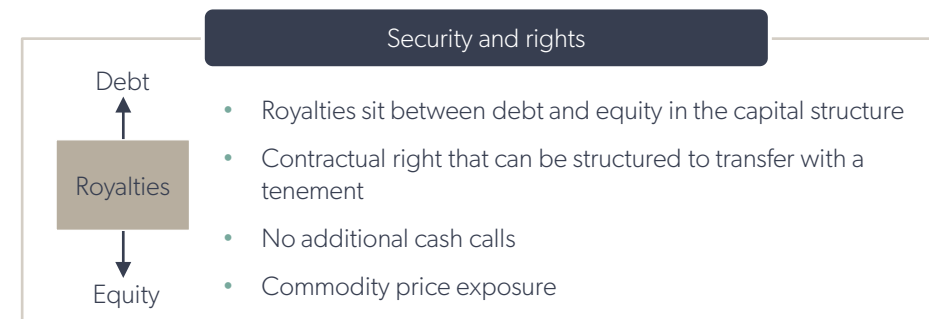 Security and rights
Debt
Royalties
Equity
• Royalties sit between debt and equity in the capital structure
• Contractual right that can be structured to transfer with a
tenement
• No additional cash calls
• Commodity price exposure